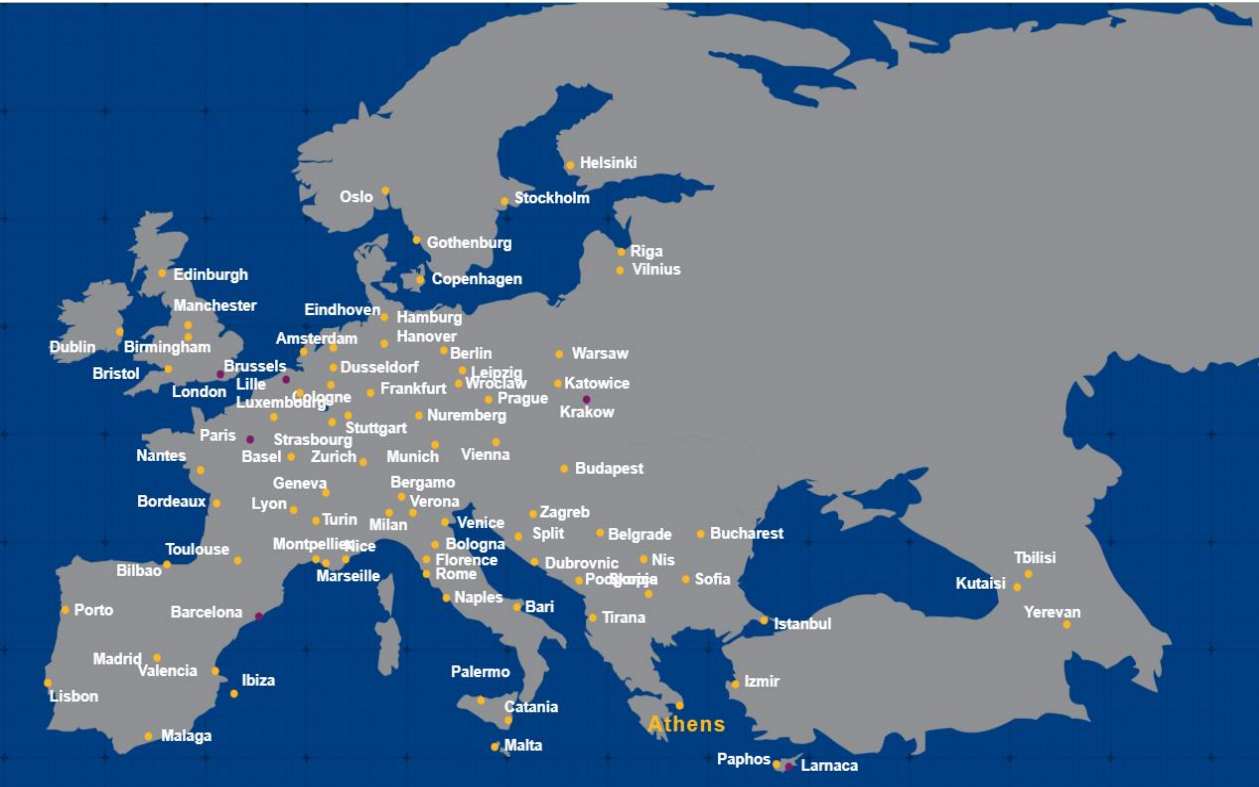 Helsinki
Oslo
Stockholm
Gothenburg
Riga
Vilnius
Edinburgh
Copenhagen
Manchester
Eindhoven
Hamburg
Amsterdam
Hanover
Dublin
Birmingham
Berlin
Warsaw
Bristol
Brussels
Dusseldorf
Leipzig
Lille
Wroclaw
Katowice
London
Cologne
Frankfurt
Prague
Luxembourg
Krakow
Nuremberg
Paris
Strasbourg
Stuttgart
Nantes
Basel
Zurich
Munich
Vienna
Budapest
Geneva
Bergamo
Bordeaux
Lyon
Verona
Turin
Milan
Venice
Zagreb
Split
Belgrade
Bucharest
Toulouse
Montpellier
Nice
Bologna
Bilbao
Marseille
Florence
Dubrovnic
Nis
Tbilisi
Rome
Podgorica
Skopje
Sofia
Kutaisi
Porto
Barcelona
Naples
Bari
Yerevan
Tirana
Istanbul
Madrid
Valencia
Palermo
Ibiza
Izmir
Lisbon
Catania
Athens
Malaga
Malta
Paphos
Larnaca